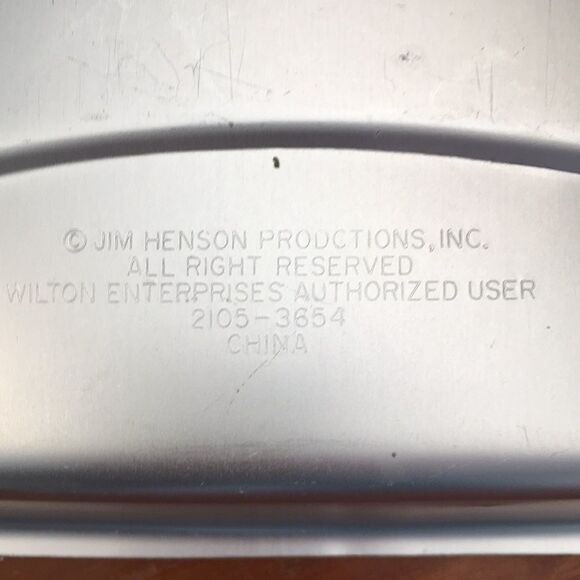 © JIM HENSON PRODCTIONS, INC.
ALL RIGHT RESERVED
WILTON ENTERPRISES AUTHORIZED USER
2105-3654
CHINA